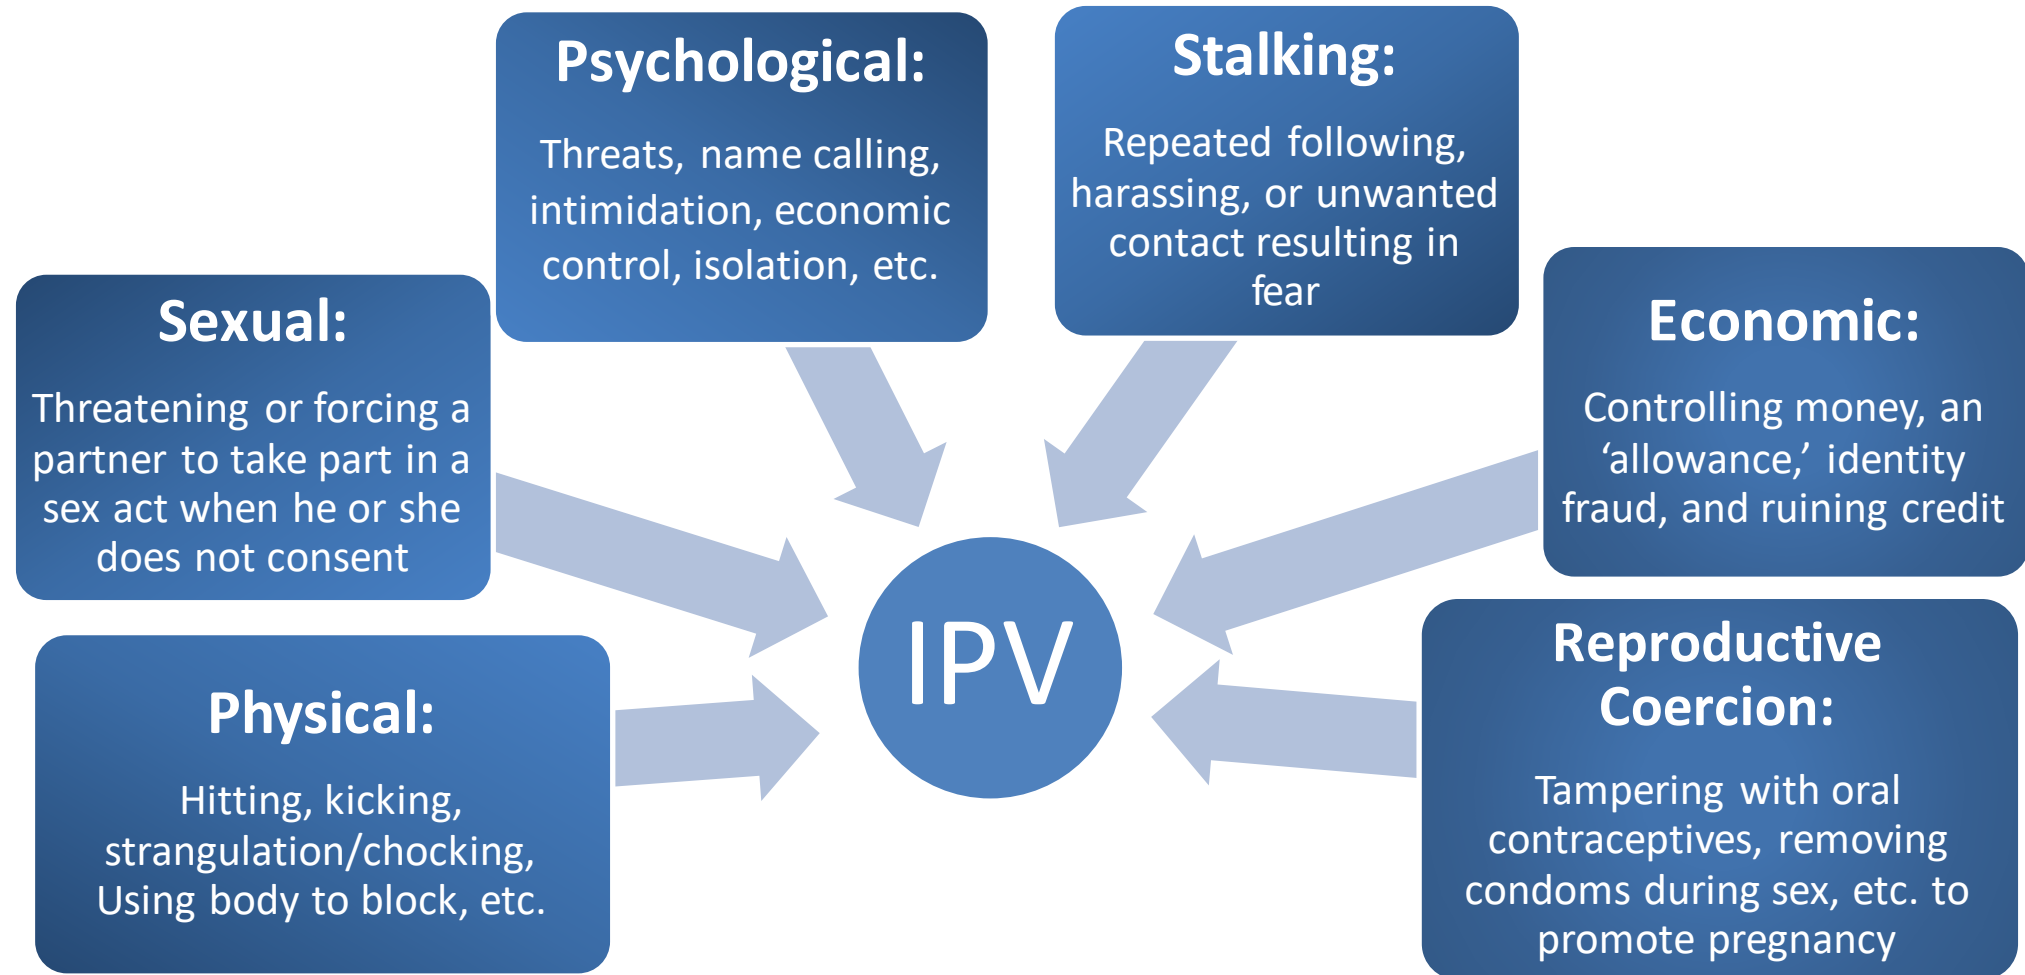 Psychological:
Threats, name calling,
intimidation, economic
control, isolation, etc.
Stalking:
Repeated following,
harassing, or unwanted
contact resulting in
fear
Sexual:
Threatening or forcing a
partner to take part in a
sex act when he or she
does not consent
Economic:
Controlling money, an
‘allowance,’ identity
fraud, and ruining credit
IPV
Physical:
Hitting, kicking,
strangulation/chocking,
Using body to block, etc.
Reproductive
Coercion:
Tampering with oral
contraceptives, removing
condoms during sex, etc. to
promote pregnancy